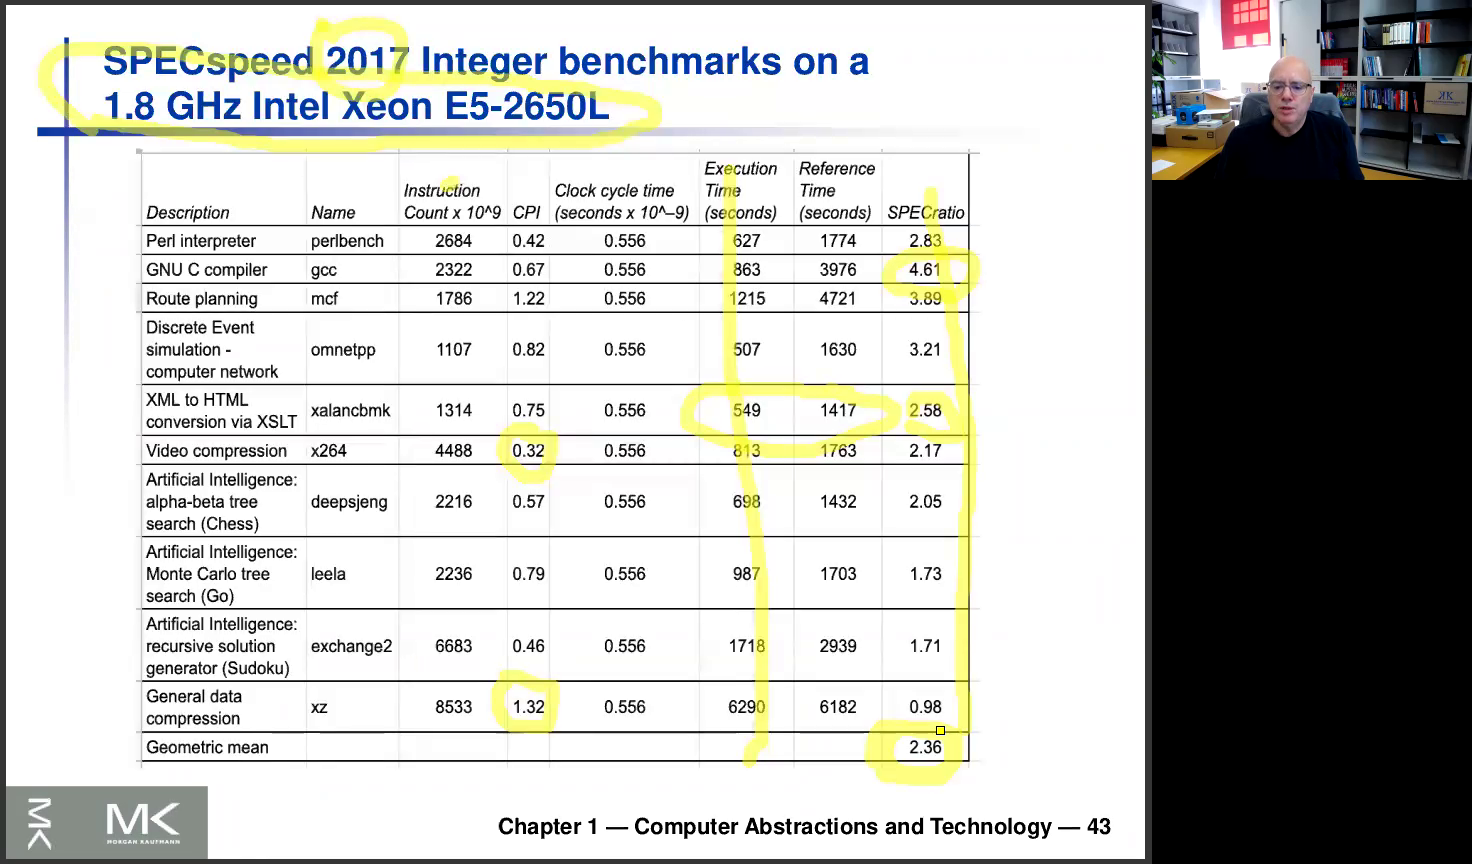 SPECspeed 2017 Integer benchmarks on a
1.8 GHz Intel Xeon E5-2650L
Description Name Instruction Count x 10^9 CPI Clock cycle time (seconds x 10^–9) Execution Time (seconds) Reference Time (seconds) SPECratio
Perl interpreter perlbench 2684 0.42 0.556 627 1774 2.83
GNU C compiler gcc 2322 0.67 0.556 863 3976 4.61
Route planning mcf 1786 1.22 0.556 1215 4721 3.89
Discrete Event
simulation -
computer network
omnetpp 1107 0.82 0.556 507 1630 3.21
XML to HTML
conversion via XSLT
xalancbmk 1314 0.75 0.556 549 1417 2.58
Video compression x264 4488 0.32 0.556 813 1763 2.17
Artificial Intelligence:
alpha-beta tree
search (Chess)
deepsjeng 2216 0.57 0.556 698 1432 2.05
Artificial Intelligence:
Monte Carlo tree
search (Go)
leela 2236 0.79 0.556 987 1703 1.73
Artificial Intelligence:
recursive solution
generator (Sudoku)
exchange2 6683 0.46 0.556 1718 2939 1.71
General data
compression
xz 8533 1.32 0.556 6290 6182 0.98
Geometric mean 2.36
MK
MK
MORGAN KAUFMANN
Chapter 1 — Computer Abstractions and Technology — 43